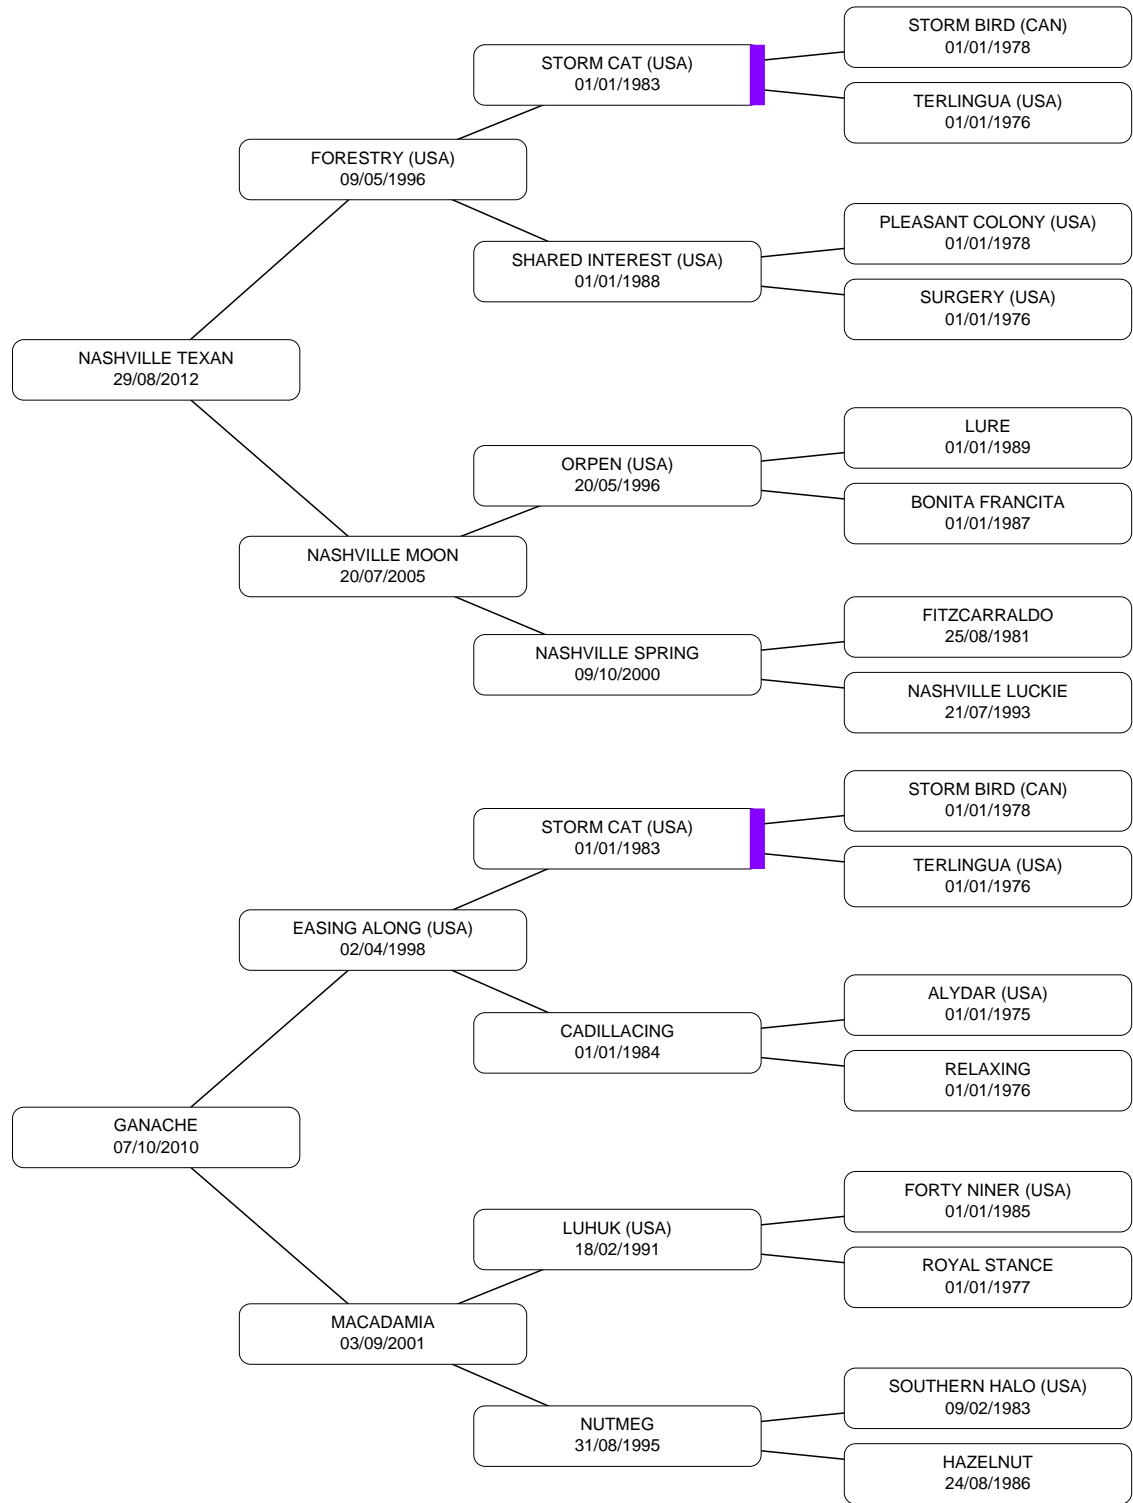 STORM BIRD (CAN)
01/01/1978
STORM CAT (USA)
01/01/1983
TERLINGUA (USA)
01/01/1976
FORESTRY (USA)
09/05/1996
PLEASANT COLONY (USA)
01/01/1978
SHARED INTEREST (USA)
01/01/1988
SURGERY (USA)
01/01/1976
NASHVILLE TEXAN
29/08/2012
LURE
01/01/1989
ORPEN (USA)
20/05/1996
BONITA FRANCITA
01/01/1987
NASHVILLE MOON
20/07/2005
FITZCARRALDO
25/08/1981
NASHVILLE SPRING
09/10/2000
NASHVILLE LUCKIE
21/07/1993
STORM BIRD (CAN)
01/01/1978
STORM CAT (USA)
01/01/1983
TERLINGUA (USA)
01/01/1976
EASING ALONG (USA)
02/04/1998
ALYDAR (USA)
01/01/1975
CADILLACING
01/01/1984
RELAXING
01/01/1976
GANACHE
07/10/2010
FORTY NINER (USA)
01/01/1985
LUHUK (USA)
18/02/1991
ROYAL STANCE
01/01/1977
MACADAMIA
03/09/2001
SOUTHERN HALO (USA)
09/02/1983
NUTMEG
31/08/1995
HAZELNUT
24/08/1986